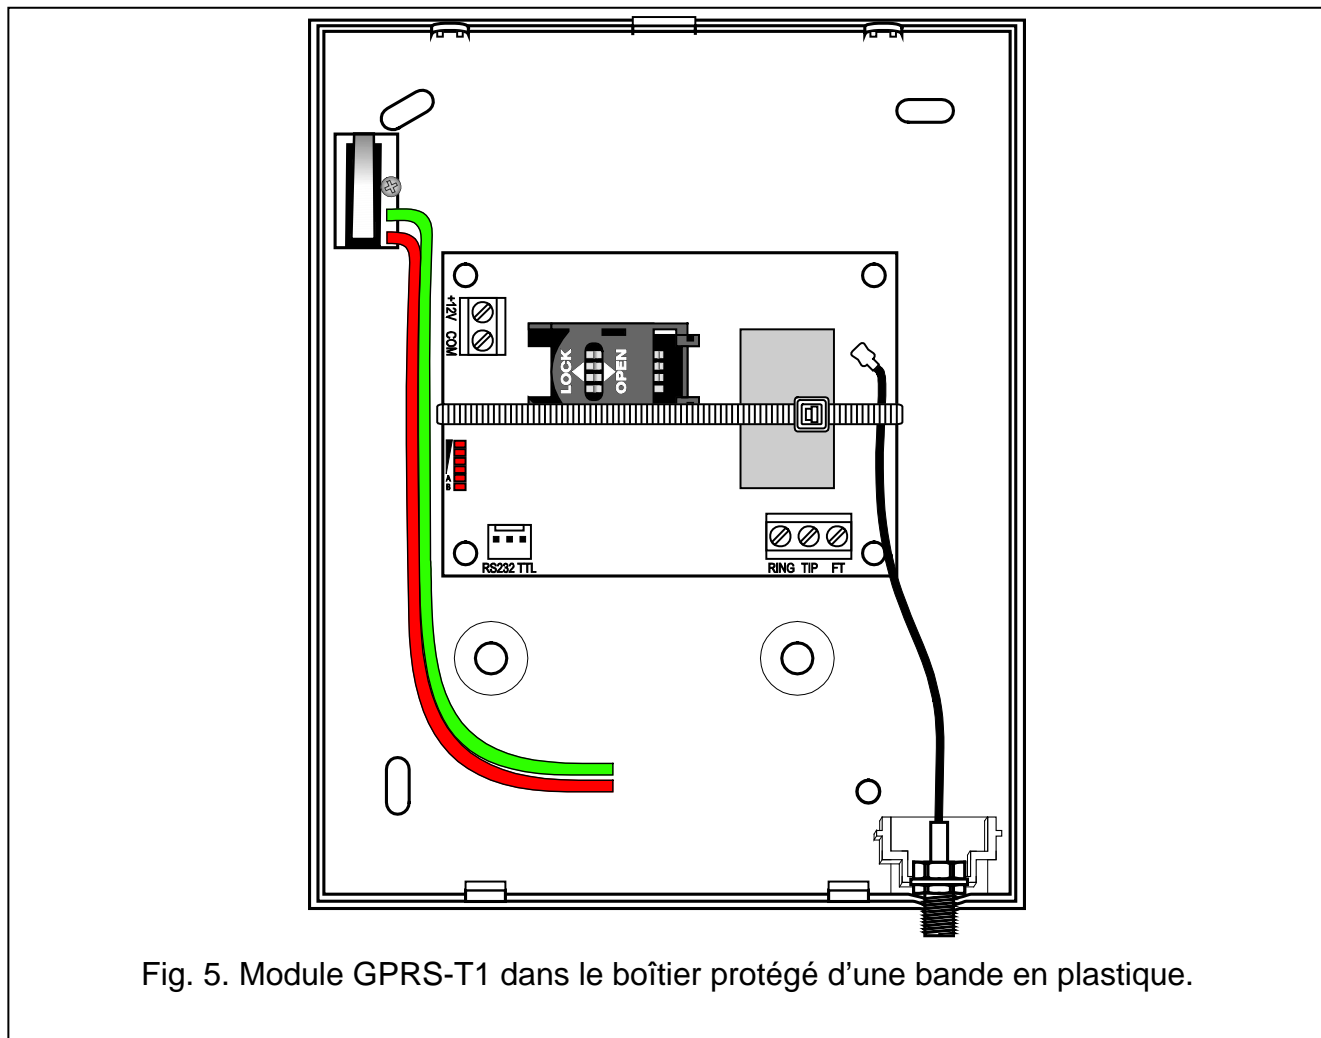 +12V
COM
LOCK
OPEN
A
B
RS232 TTL
RING TIP FT
Fig. 5. Module GPRS-T1 dans le boîtier protégé d’une bande en plastique.